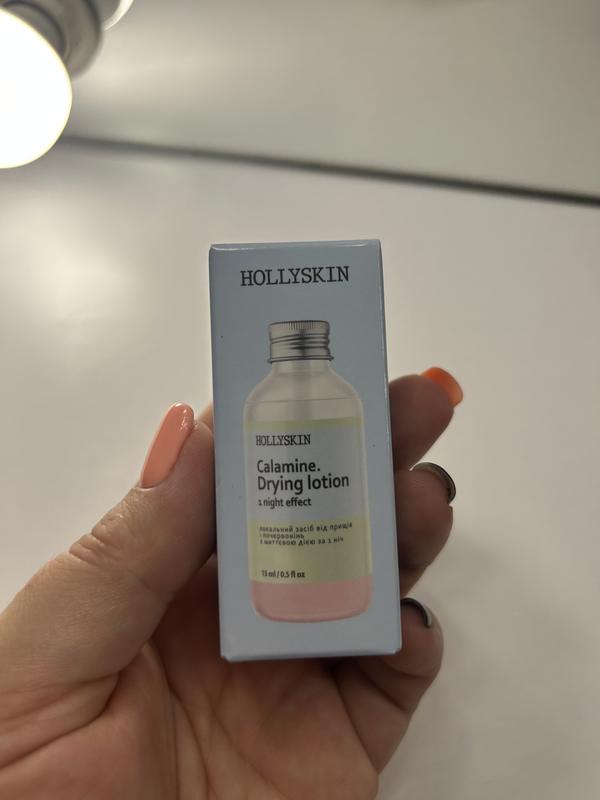 HOLLYSKIN
HOLLYSKIN
Calamine.
Drying lotion
1 night effect
локальний засіб від прищів
і почервонінь
з миттєвою дією за 1 ніч
15 ml / 0.5 fl oz